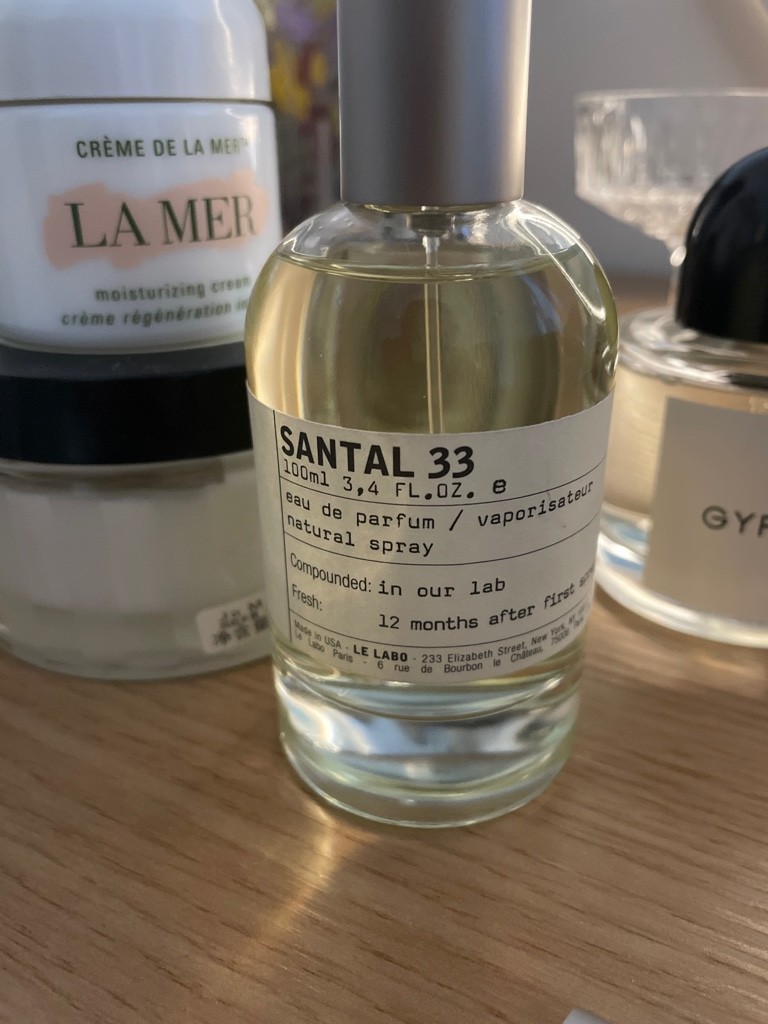 CRÈME DE LA MER™
LA MER
moisturizing cream
crème régénération
SANTAL 33
100ml 3,4 FL.OZ. e
eau de parfum / vaporisateur
natural spray
Compounded: in our lab
Fresh: 12 months after first
Made in USA - LE LABO - 233 Elizabeth Street, New York,
Le Labo Paris - 6 rue de Bourbon le Château, 75006
GYP